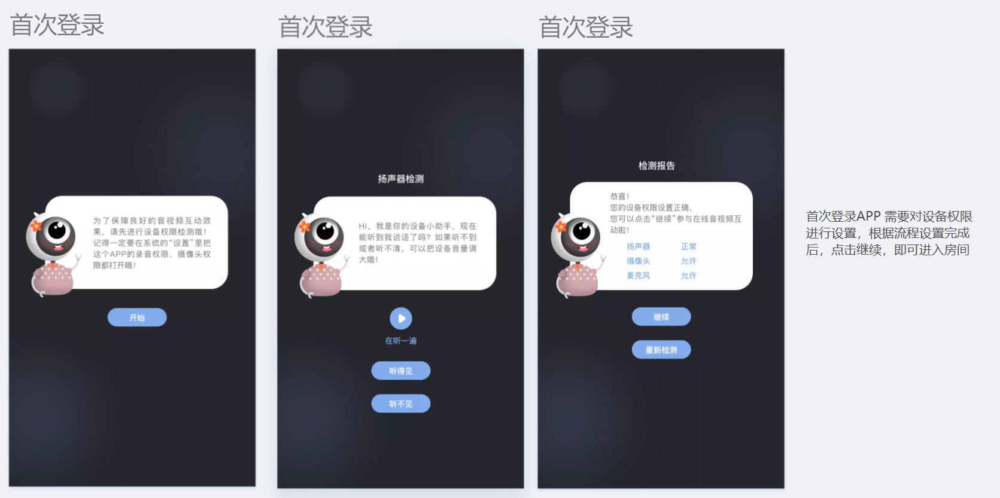 首次登录
为了保障良好的音视频互动效
果，请先进行设备权限检测哦！
记得一定要在系统的“设置”里把
这个APP的录音权限、摄像头权
限都打开哦！
开始
首次登录
扬声器检测
Hi，我是你的设备小助手，现在
能听到我说话了吗？如果听不到
或者听不清，可以把设备音量调
大哦！
在听一遍
听得见
听不见
首次登录
检测报告
恭喜！
您的设备权限设置正确，
您可以点击“继续”参与在线音视频互
动啦！
扬声器 正常
摄像头 允许
麦克风 允许
继续
重新检测
首次登录APP 需要对设备权限
进行设置，根据流程设置完成
后，点击继续，即可进入房间